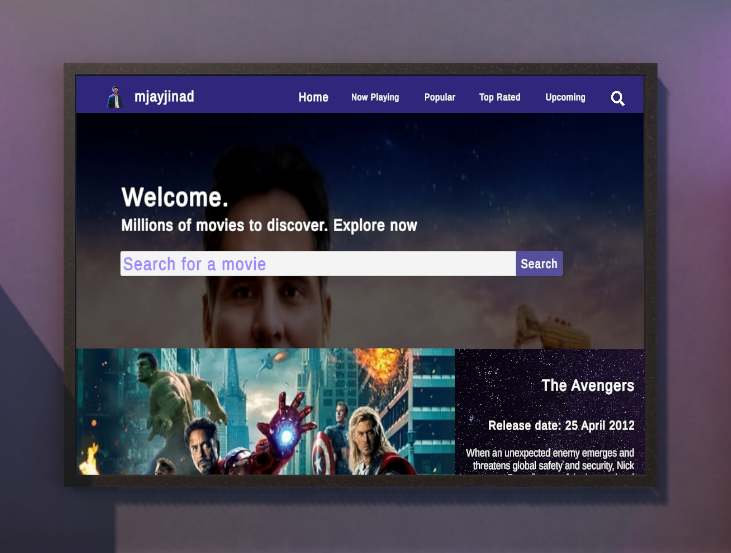 mjayjinad
Home Now Playing Popular Top Rated Upcoming
Welcome.
Millions of movies to discover. Explore now
Search for a movie Search
The Avengers
Release date: 25 April 2012
When an unexpected enemy emerges and
threatens global safety and security, Nick